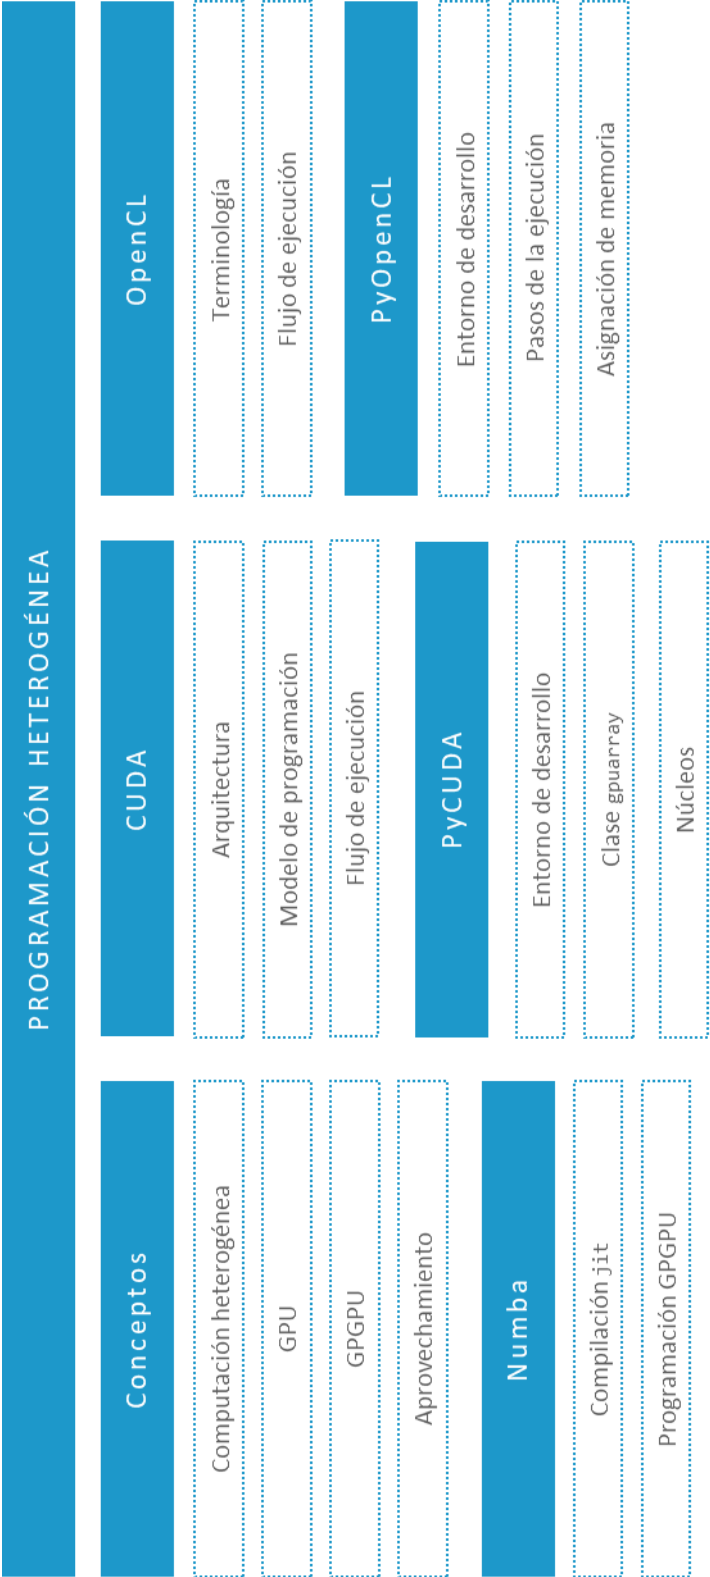 PROGRAMACIÓN HETEROGÉNEA
Conceptos
Computación heterogénea
GPU
GPGPU
Aprovechamiento
Numba
Compilación jit
Programación GPGPU
CUDA
Arquitectura
Modelo de programación
Flujo de ejecución
PyCUDA
Entorno de desarrollo
Clase gpuarray
Núcleos
OpenCL
Terminología
Flujo de ejecución
PyOpenCL
Entorno de desarrollo
Pasos de la ejecución
Asignación de memoria